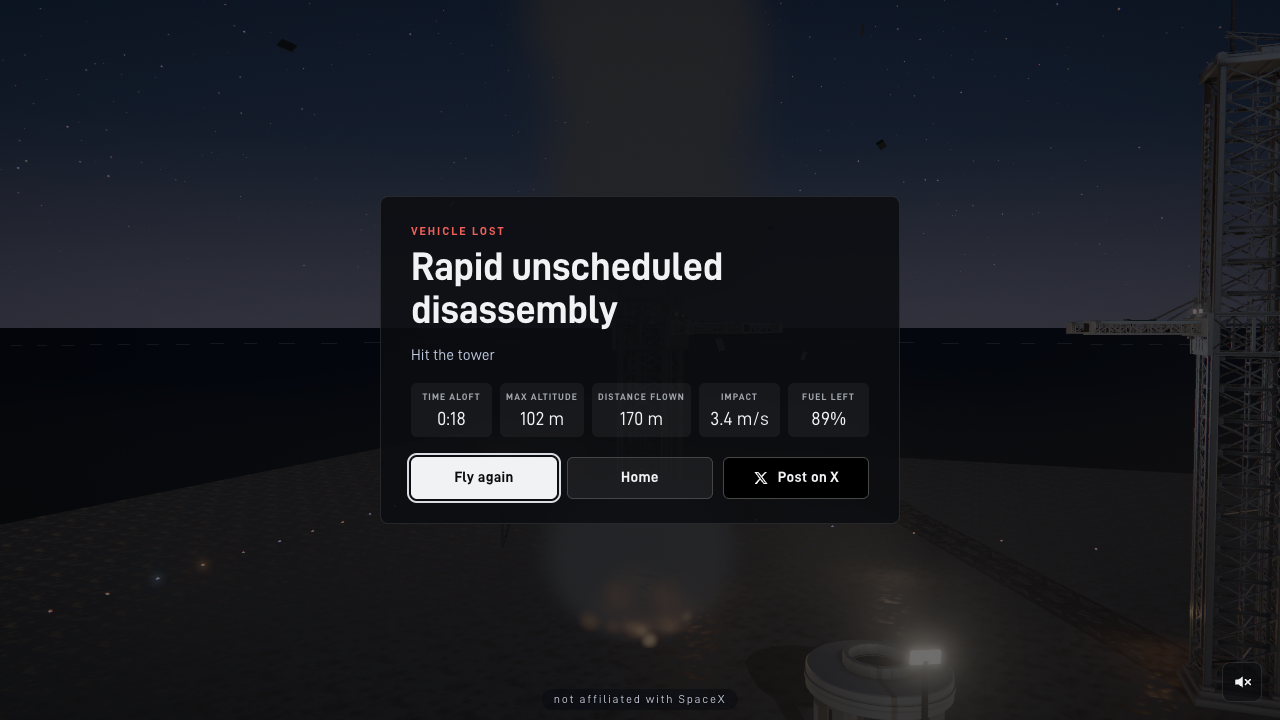 VEHICLE LOST
Rapid unscheduled
disassembly
Hit the tower
TIME ALOFT
0:18
MAX ALTITUDE
102 m
DISTANCE FLOWN
170 m
IMPACT
3.4 m/s
FUEL LEFT
89%
Fly again
Home
Post on X
not affiliated with SpaceX